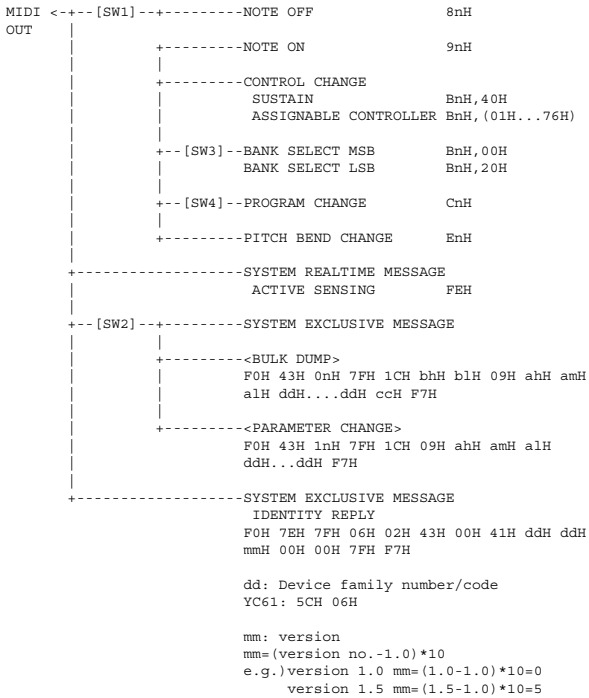 MIDI <-+--[SW1]--+---------NOTE OFF 8nH
OUT |
| +---------NOTE ON 9nH
| |
| +---------CONTROL CHANGE
| | SUSTAIN BnH,40H
| | ASSIGNABLE CONTROLLER BnH,(01H...76H)
| |
| +--[SW3]--BANK SELECT MSB BnH,00H
| | BANK SELECT LSB BnH,20H
| |
| +--[SW4]--PROGRAM CHANGE CnH
| |
| +---------PITCH BEND CHANGE EnH
|
+-------------------SYSTEM REALTIME MESSAGE
| ACTIVE SENSING FEH
|
+--[SW2]--+---------SYSTEM EXCLUSIVE MESSAGE
| |
| +---------<BULK DUMP>
| | F0H 43H 0nH 7FH 1CH bhH blH 09H ahH amH
| | alH ddH....ddH ccH F7H
| |
| +---------<PARAMETER CHANGE>
| F0H 43H 1nH 7FH 1CH 09H ahH amH alH
| ddH...ddH F7H
|
+-------------------SYSTEM EXCLUSIVE MESSAGE
IDENTITY REPLY
F0H 7EH 7FH 06H 02H 43H 00H 41H ddH ddH
mmH 00H 00H 7FH F7H
dd: Device family number/code
YC61: 5CH 06H
mm: version
mm=(version no.-1.0)*10
e.g.)version 1.0 mm=(1.0-1.0)*10=0
version 1.5 mm=(1.5-1.0)*10=5